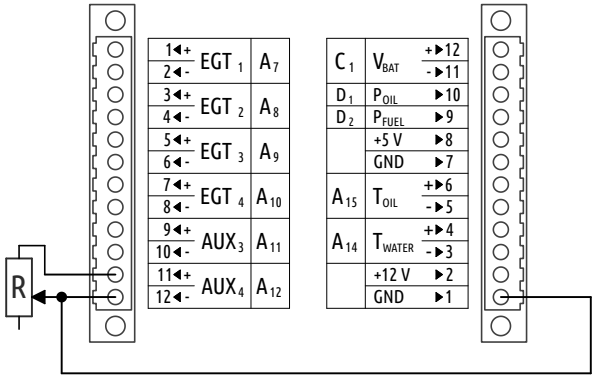 1◀+ EGT 1 A7
2◀-
3◀+ EGT 2 A8
4◀-
5◀+ EGT 3 A9
6◀-
7◀+ EGT 4 A10
8◀-
9◀+ AUX3 A11
10◀-
11◀+ AUX4 A12
12◀-
R
C1 VBAT +▶12
-▶11
D1 POIL ▶10
D2 PFUEL ▶9
+5 V ▶8
GND ▶7
A15 TOIL +▶6
-▶5
A14 TWATER +▶4
-▶3
+12 V ▶2
GND ▶1